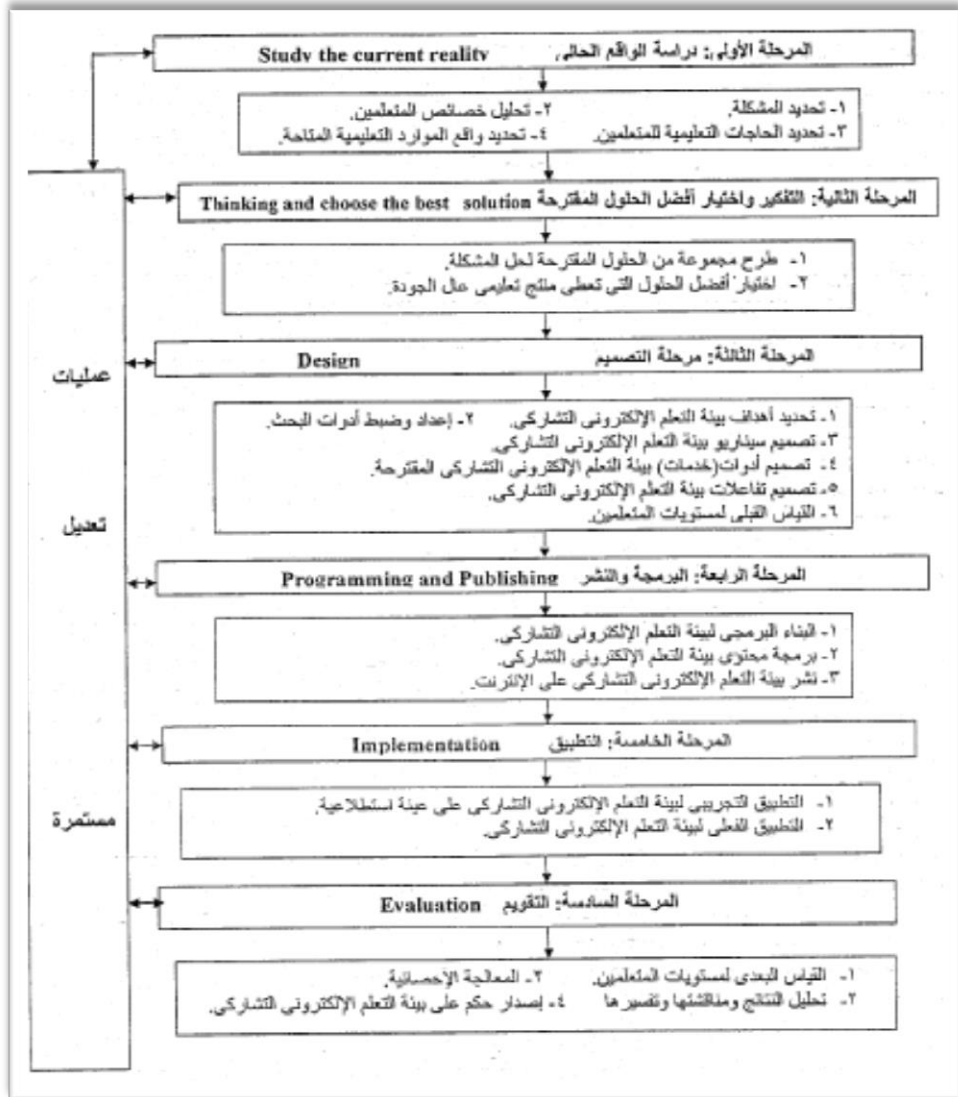 المرحلة الأولى: دراسة الواقع الحالى Study the current reality
١- تحديد المشكلة. ٢- تحليل خصائص المتعلمين.
٣- تحديد الحاجات التعليمية للمتعلمين. ٤- تحديد واقع الموارد التعليمية المتاحة.
المرحلة الثانية: التفكير واختيار أفضل الحلول المقترحة Thinking and choose the best solution
١- طرح مجموعة من الحلول المقترحة لحل المشكلة.
٢- اختيار أفضل الحلول التى تعطى منتج تعليمى عال الجودة.
المرحلة الثالثة: مرحلة التصميم Design
١- تحديد أهداف بيئة التعلم الإلكترونى التشاركى. ٢- إعداد وضبط أدوات البحث.
٣- تصميم سيناريو بيئة التعلم الإلكترونى التشاركى.
٤- تصميم أدوات(خدمات) بيئة التعلم الإلكترونى التشاركى المقترحة.
٥- تصميم تفاعلات بيئة التعلم الإلكترونى التشاركى.
٦- القياس القبلى لمستويات المتعلمين.
المرحلة الرابعة: البرمجة والنشر Programming and Publishing
١- البناء البرمجى لبيئة التعلم الإلكترونى التشاركى.
٢- برمجة محتوى بيئة التعلم الإلكترونى التشاركى.
٣- نشر بيئة التعلم الإلكترونى التشاركى على الإنترنت.
المرحلة الخامسة: التطبيق Implementation
١- التطبيق التجريبى لبيئة التعلم الإلكترونى التشاركى على عينة استطلاعية.
٢- التطبيق الفعلى لبيئة التعلم الإلكترونى التشاركى.
المرحلة السادسة: التقويم Evaluation
١- القياس البعدى لمستويات المتعلمين. ٢- المعالجة الإحصائية.
٢- تحليل النتائج ومناقشتها وتفسيرها ٤- إصدار حكم على بيئة التعلم الإلكترونى التشاركى.
عمليات
تعديل
مستمرة